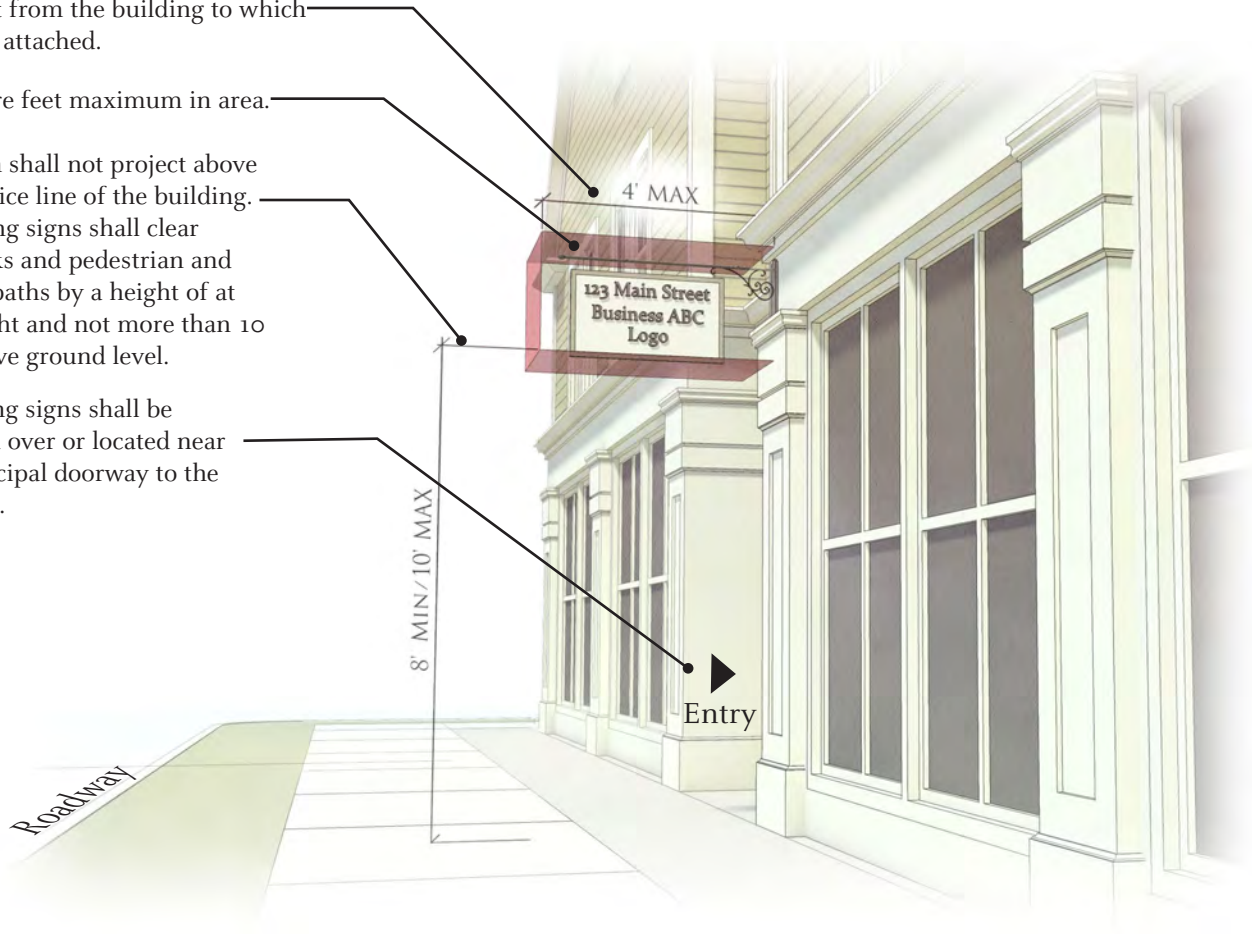 from the building to which
attached.
re feet maximum in area.
shall not project above
ice line of the building.
ng signs shall clear
ks and pedestrian and
paths by a height of at
ht and not more than 10
ve ground level.
ng signs shall be
over or located near
cipal doorway to the
4' MAX
123 Main Street
Business ABC
Logo
8' MIN/10' MAX
Entry
Roadway